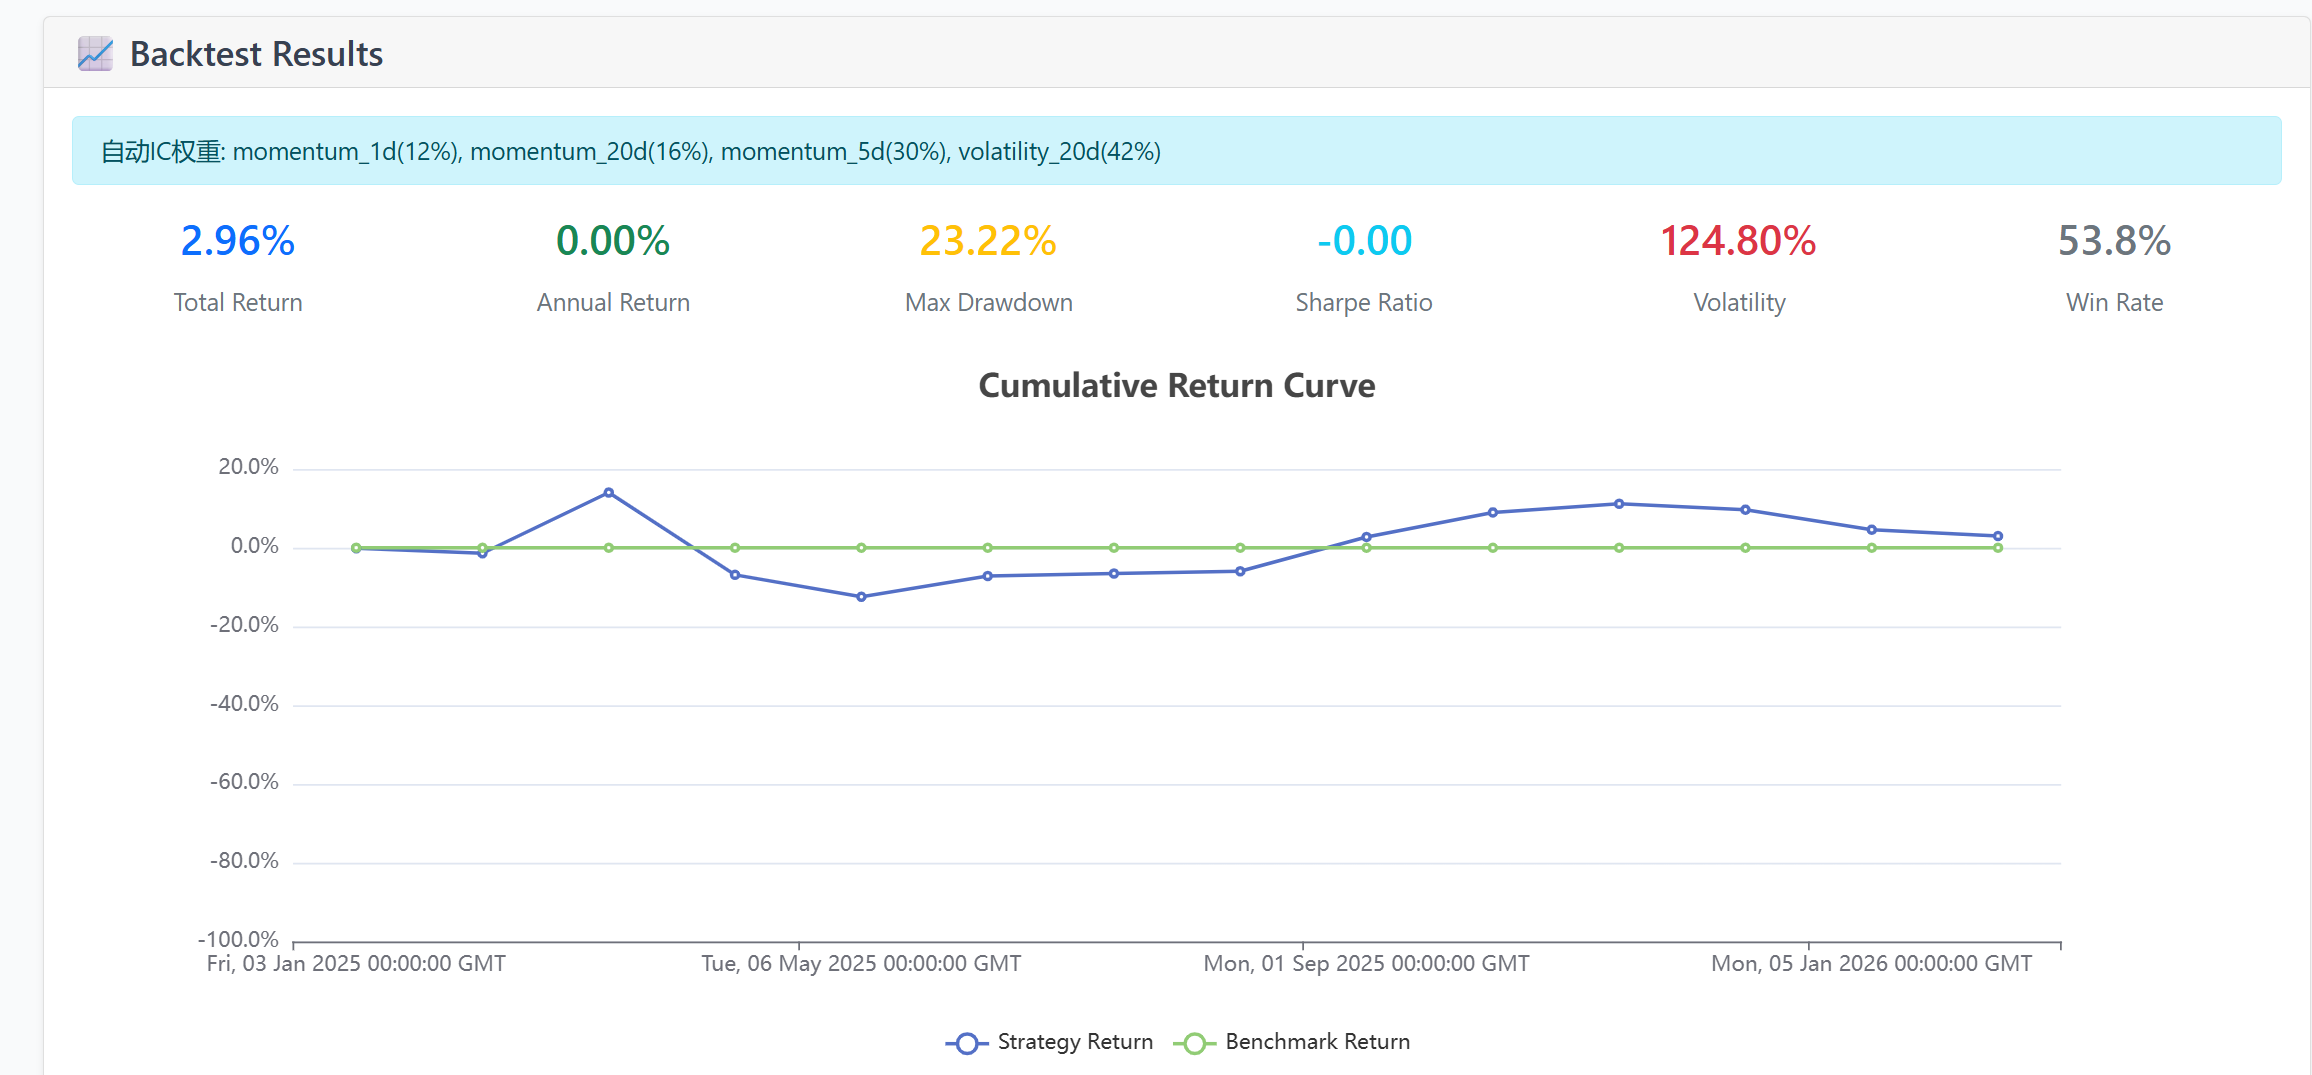 Backtest Results
自动IC权重: momentum_1d(12%), momentum_20d(16%), momentum_5d(30%), volatility_20d(42%)
2.96% 0.00% 23.22% -0.00 124.80% 53.8%
Total Return Annual Return Max Drawdown Sharpe Ratio Volatility Win Rate
Cumulative Return Curve
20.0%
0.0%
-20.0%
-40.0%
-60.0%
-80.0%
-100.0%
Fri, 03 Jan 2025 00:00:00 GMT Tue, 06 May 2025 00:00:00 GMT Mon, 01 Sep 2025 00:00:00 GMT Mon, 05 Jan 2026 00:00:00 GMT
Strategy Return Benchmark Return